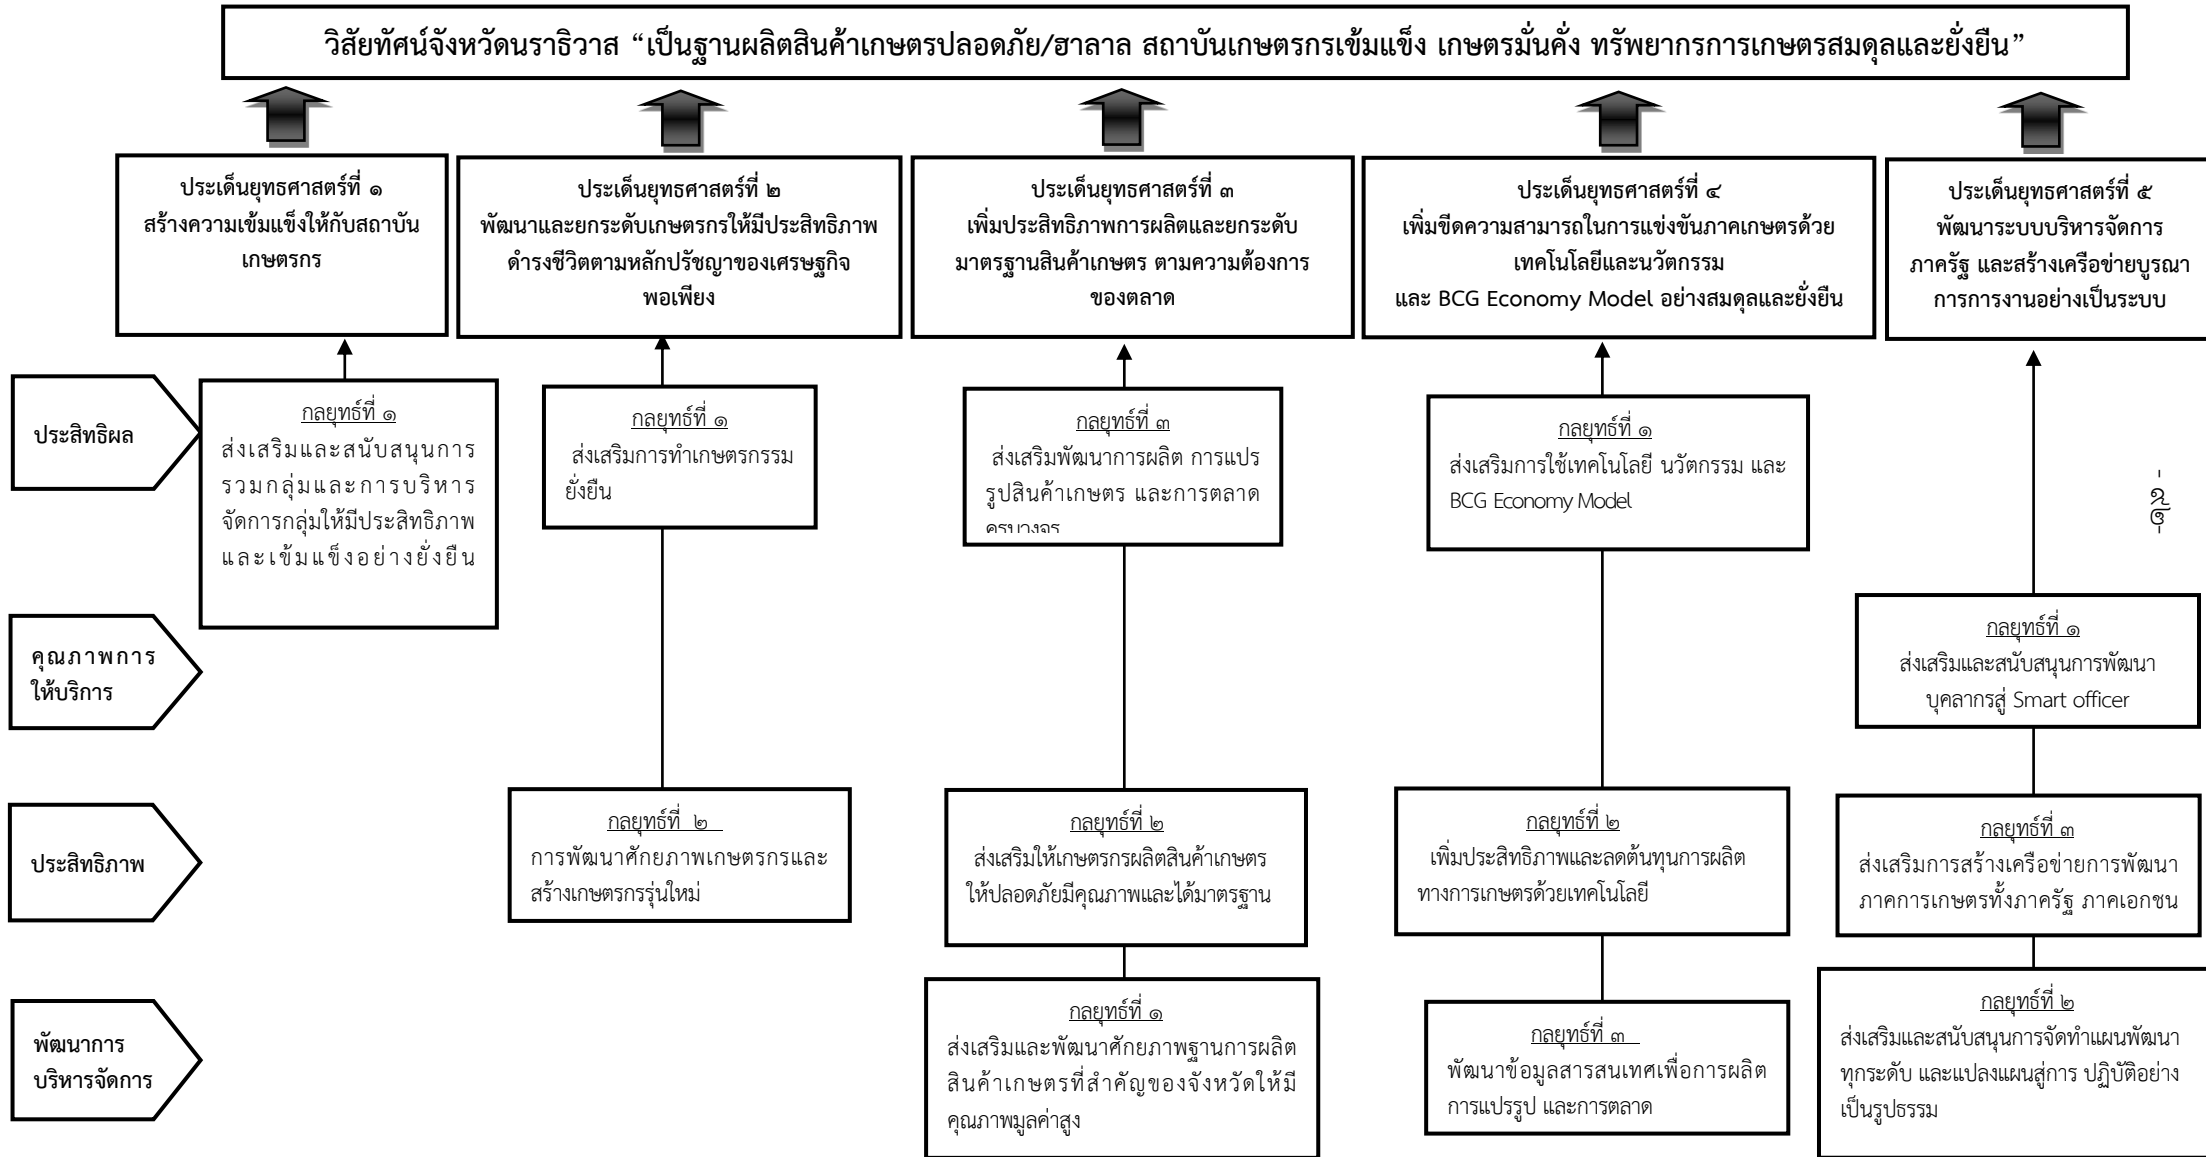 วิสัยทัศน์จังหวัดนราธิวาส “เป็นฐานผลิตสินค้าเกษตรปลอดภัย/ฮาลาล สถาบันเกษตรกรเข้มแข็ง เกษตรมั่นคั่ง ทรัพยากรการเกษตรสมดุลและยั่งยืน”
ประเด็นยุทธศาสตร์ที่ ๑
สร้างความเข้มแข็งให้กับสถาบัน
เกษตรกร
ประเด็นยุทธศาสตร์ที่ ๒
พัฒนาและยกระดับเกษตรกรให้มีประสิทธิภาพ
ดำรงชีวิตตามหลักปรัชญาของเศรษฐกิจ
พอเพียง
ประเด็นยุทธศาสตร์ที่ ๓
เพิ่มประสิทธิภาพการผลิตและยกระดับ
มาตรฐานสินค้าเกษตร ตามความต้องการ
ของตลาด
ประเด็นยุทธศาสตร์ที่ ๔
เพิ่มขีดความสามารถในการแข่งขันภาคเกษตรด้วย
เทคโนโลยีและนวัตกรรม
และ BCG Economy Model อย่างสมดุลและยั่งยืน
ประเด็นยุทธศาสตร์ที่ ๕
พัฒนาระบบบริหารจัดการ
ภาครัฐ และสร้างเครือข่ายบูรณา
การการงานอย่างเป็นระบบ
ประสิทธิผล
กลยุทธ์ที่ ๑
ส่งเสริมและสนับสนุนการ
รวมกลุ่มและการบริหาร
จัดการกลุ่มให้มีประสิทธิภาพ
และเข้มแข็งอย่างยั่งยืน
กลยุทธ์ที่ ๑
ส่งเสริมการทำเกษตรกรรม
ยั่งยืน
กลยุทธ์ที่ ๓
ส่งเสริมพัฒนาการผลิต การแปร
รูปสินค้าเกษตร และการตลาด
ครบวงจร
กลยุทธ์ที่ ๑
ส่งเสริมการใช้เทคโนโลยี นวัตกรรม และ
BCG Economy Model
คุณภาพการ
ให้บริการ
กลยุทธ์ที่ ๑
ส่งเสริมและสนับสนุนการพัฒนา
บุคลากรสู่ Smart officer
ประสิทธิภาพ
กลยุทธ์ที่ ๒
การพัฒนาศักยภาพเกษตรกรและ
สร้างเกษตรกรรุ่นใหม่
กลยุทธ์ที่ ๒
ส่งเสริมให้เกษตรกรผลิตสินค้าเกษตร
ให้ปลอดภัยมีคุณภาพและได้มาตรฐาน
กลยุทธ์ที่ ๒
เพิ่มประสิทธิภาพและลดต้นทุนการผลิต
ทางการเกษตรด้วยเทคโนโลยี
กลยุทธ์ที่ ๓
ส่งเสริมการสร้างเครือข่ายการพัฒนา
ภาคการเกษตรทั้งภาครัฐ ภาคเอกชน
พัฒนาการ
บริหารจัดการ
กลยุทธ์ที่ ๑
ส่งเสริมและพัฒนาศักยภาพฐานการผลิต
สินค้าเกษตรที่สำคัญของจังหวัดให้มี
คุณภาพมูลค่าสูง
กลยุทธ์ที่ ๓
พัฒนาข้อมูลสารสนเทศเพื่อการผลิต
การแปรรูป และการตลาด
กลยุทธ์ที่ ๒
ส่งเสริมและสนับสนุนการจัดทำแผนพัฒนา
ทุกระดับ และแปลงแผนสู่การ ปฏิบัติอย่าง
เป็นรูปธรรม